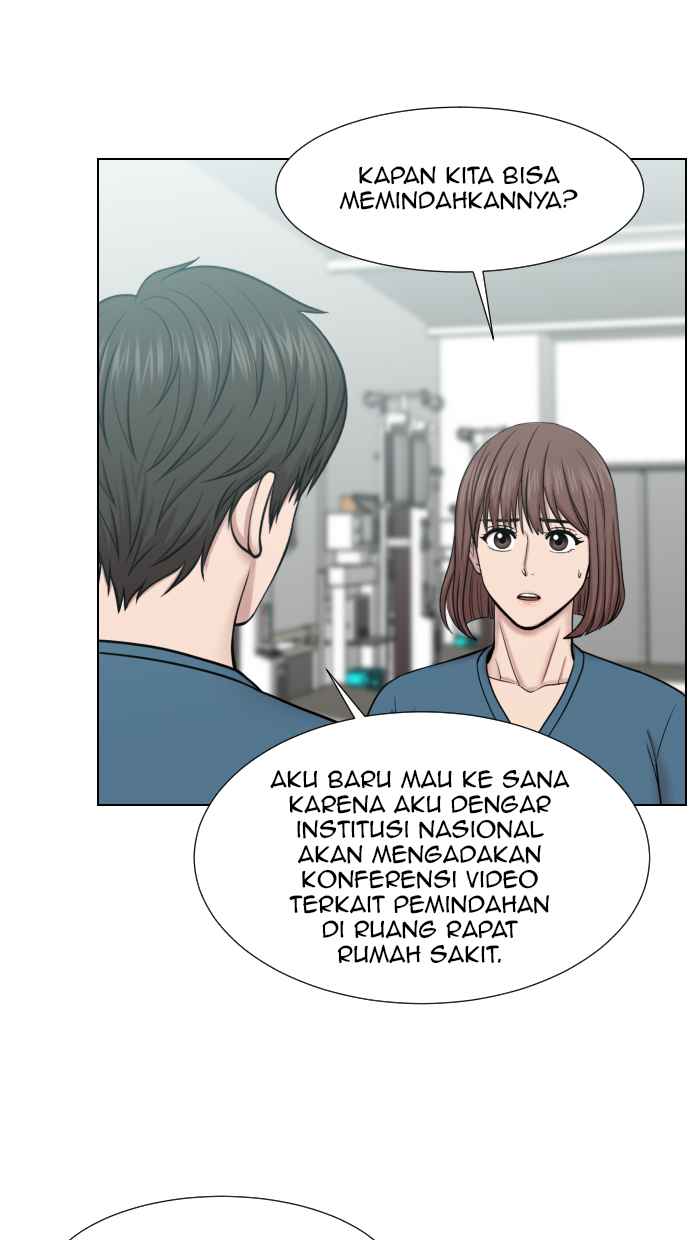 KAPAN KITA BISA
MEMINDAHKANNYA?
AKU BARU MAU KE SANA
KARENA AKU DENGAR
INSTITUSI NASIONAL
AKAN MENGADAKAN
KONFERENSI VIDEO
TERKAIT PEMINDAHAN
DI RUANG RAPAT
RUMAH SAKIT.